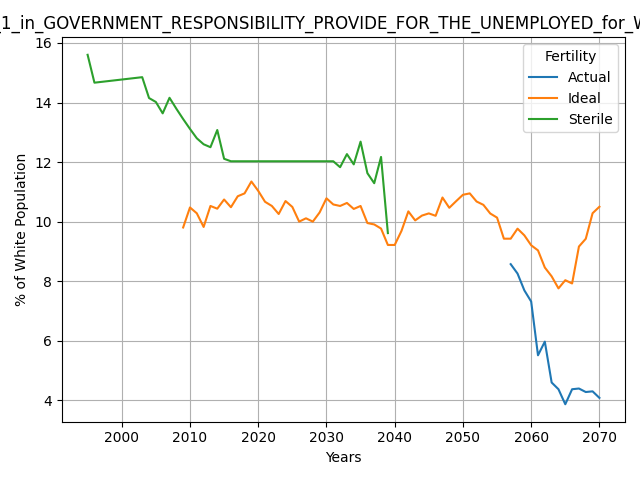 _1_in_GOVERNMENT_RESPONSIBILITY_PROVIDE_FOR_THE_UNEMPLOYED_for_W
Fertility
Actual
Ideal
Sterile
% of White Population
16
14
12
10
8
6
4
2000 2010 2020 2030 2040 2050 2060 2070
Years